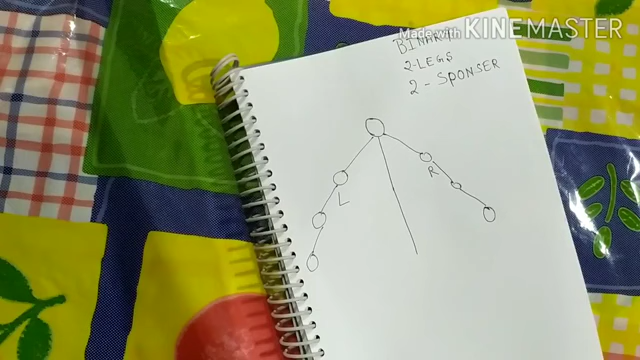 Made with KINEMASTER
BINARY
2-LEGS
2 - SPONSER
L
R